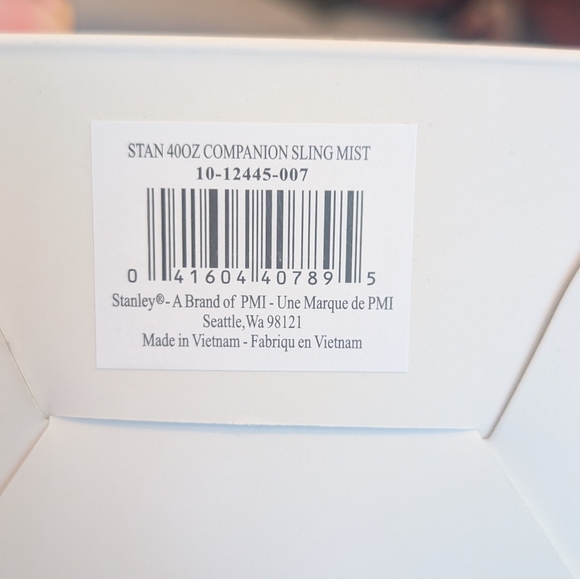 STAN 40OZ COMPANION SLING MIST
10-12445-007
0 41604 40789 5
Stanley®- A Brand of PMI - Une Marque de PMI
Seattle,Wa 98121
Made in Vietnam - Fabriqu en Vietnam